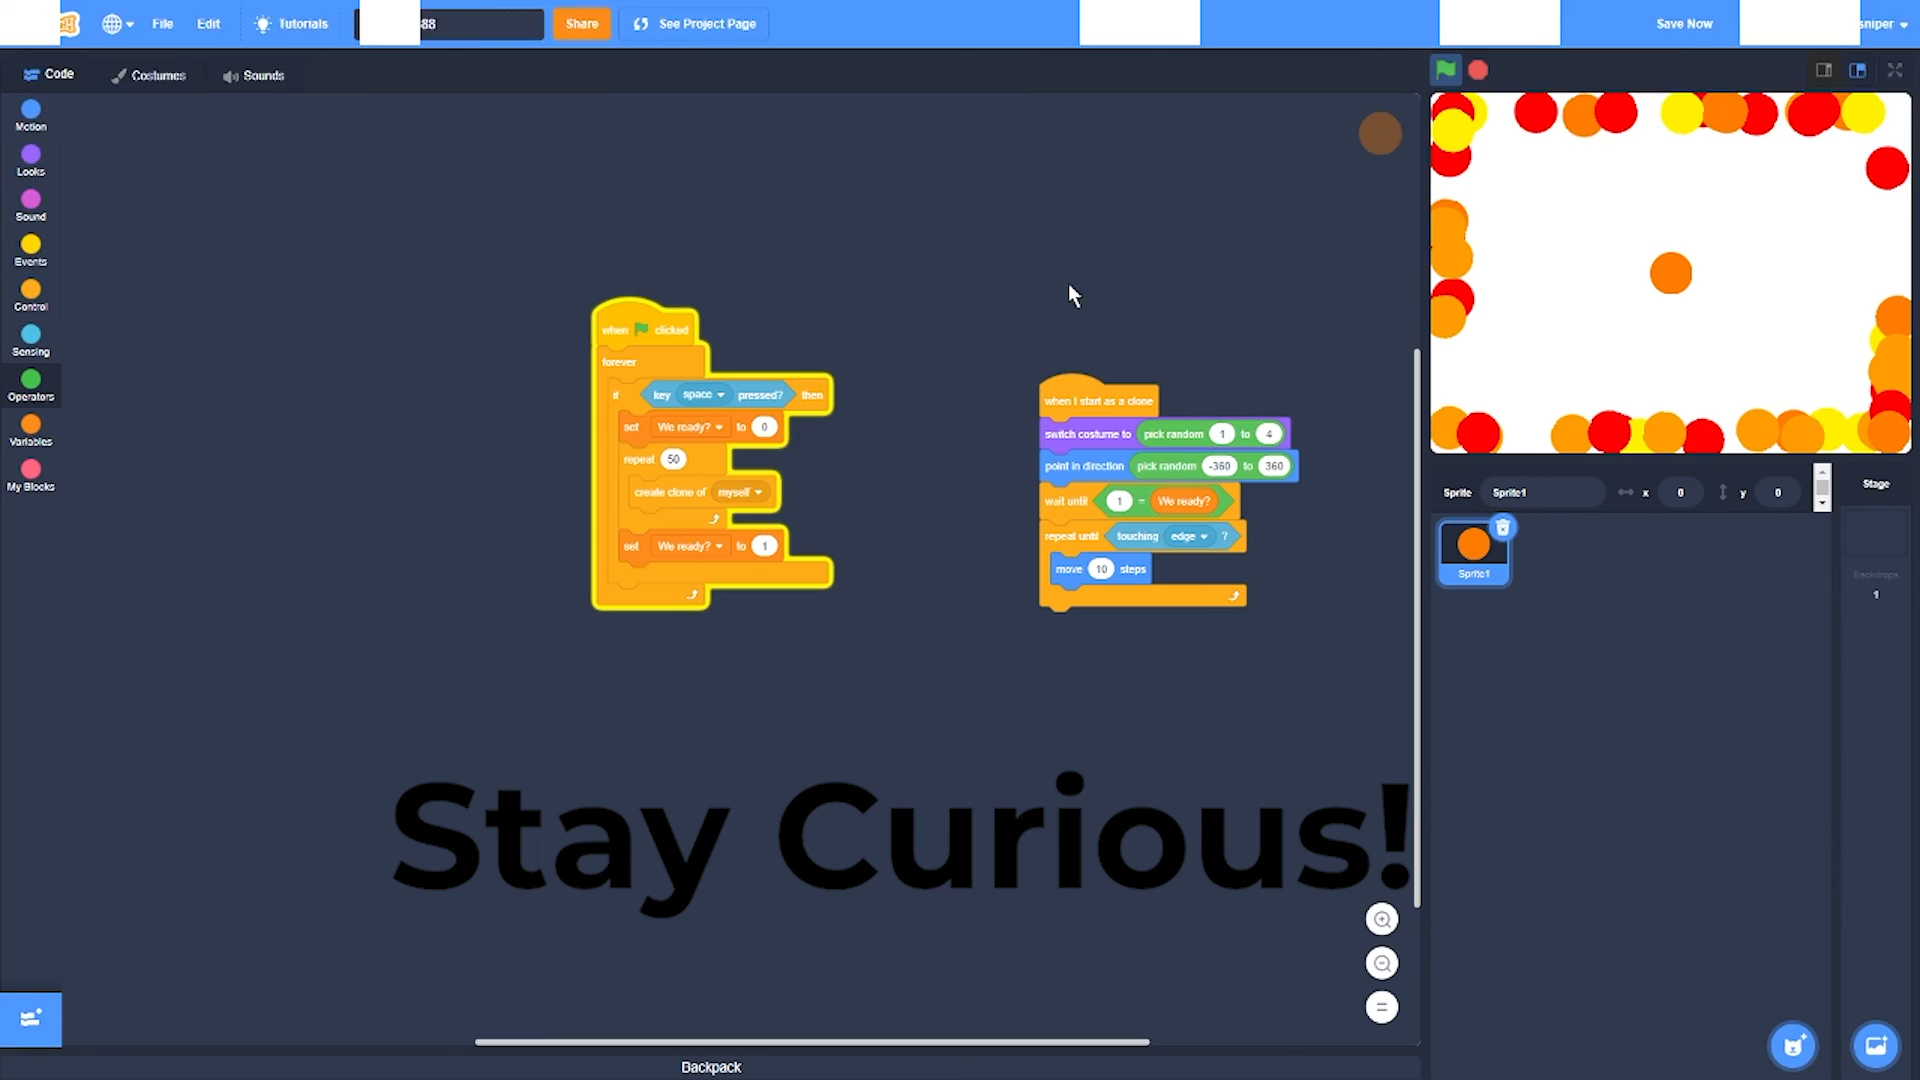 File Edit Tutorials 88 Share See Project Page Save Now sniper
Code Costumes Sounds
Motion
Looks
Sound
Events
Control
Sensing
Operators
Variables
My Blocks
when clicked
forever
if key space pressed? then
set We ready? to 0
repeat 50
create clone of myself
set We ready? to 1
when I start as a clone
switch costume to pick random 1 to 4
point in direction pick random -360 to 360
wait until 1 = We ready?
repeat until touching edge ?
move 10 steps
Sprite Sprite1 x 0 y 0
Sprite1
Stage
Backdrops
1
Stay Curious!
Backpack